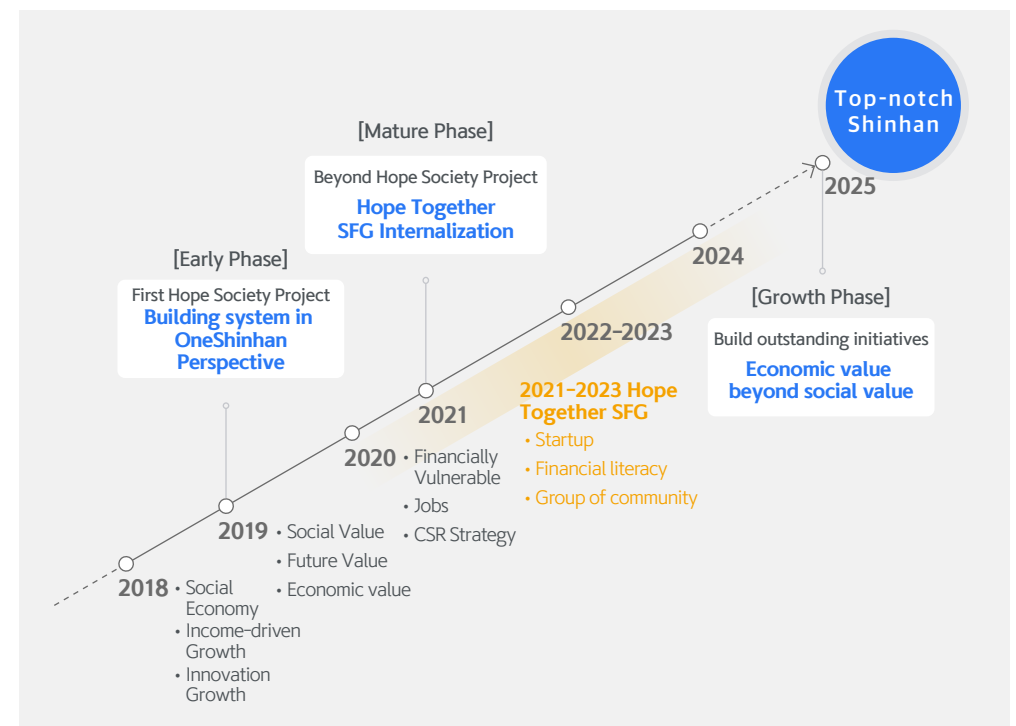 Top-notch
Shinhan
2025
[Mature Phase]
Beyond Hope Society Project
Hope Together
SFG Internalization
2024
[Early Phase]
First Hope Society Project
Building system in
OneShinhan
Perspective
[Growth Phase]
Build outstanding initiatives
Economic value
beyond social value
2022-2023
2021-2023 Hope
Together SFG
• Startup
• Financial literacy
• Group of community
2021
2020
• Financially
Vulnerable
• Jobs
• CSR Strategy
2019
• Social Value
• Future Value
• Economic value
2018
• Social
Economy
• Income-driven
Growth
• Innovation
Growth